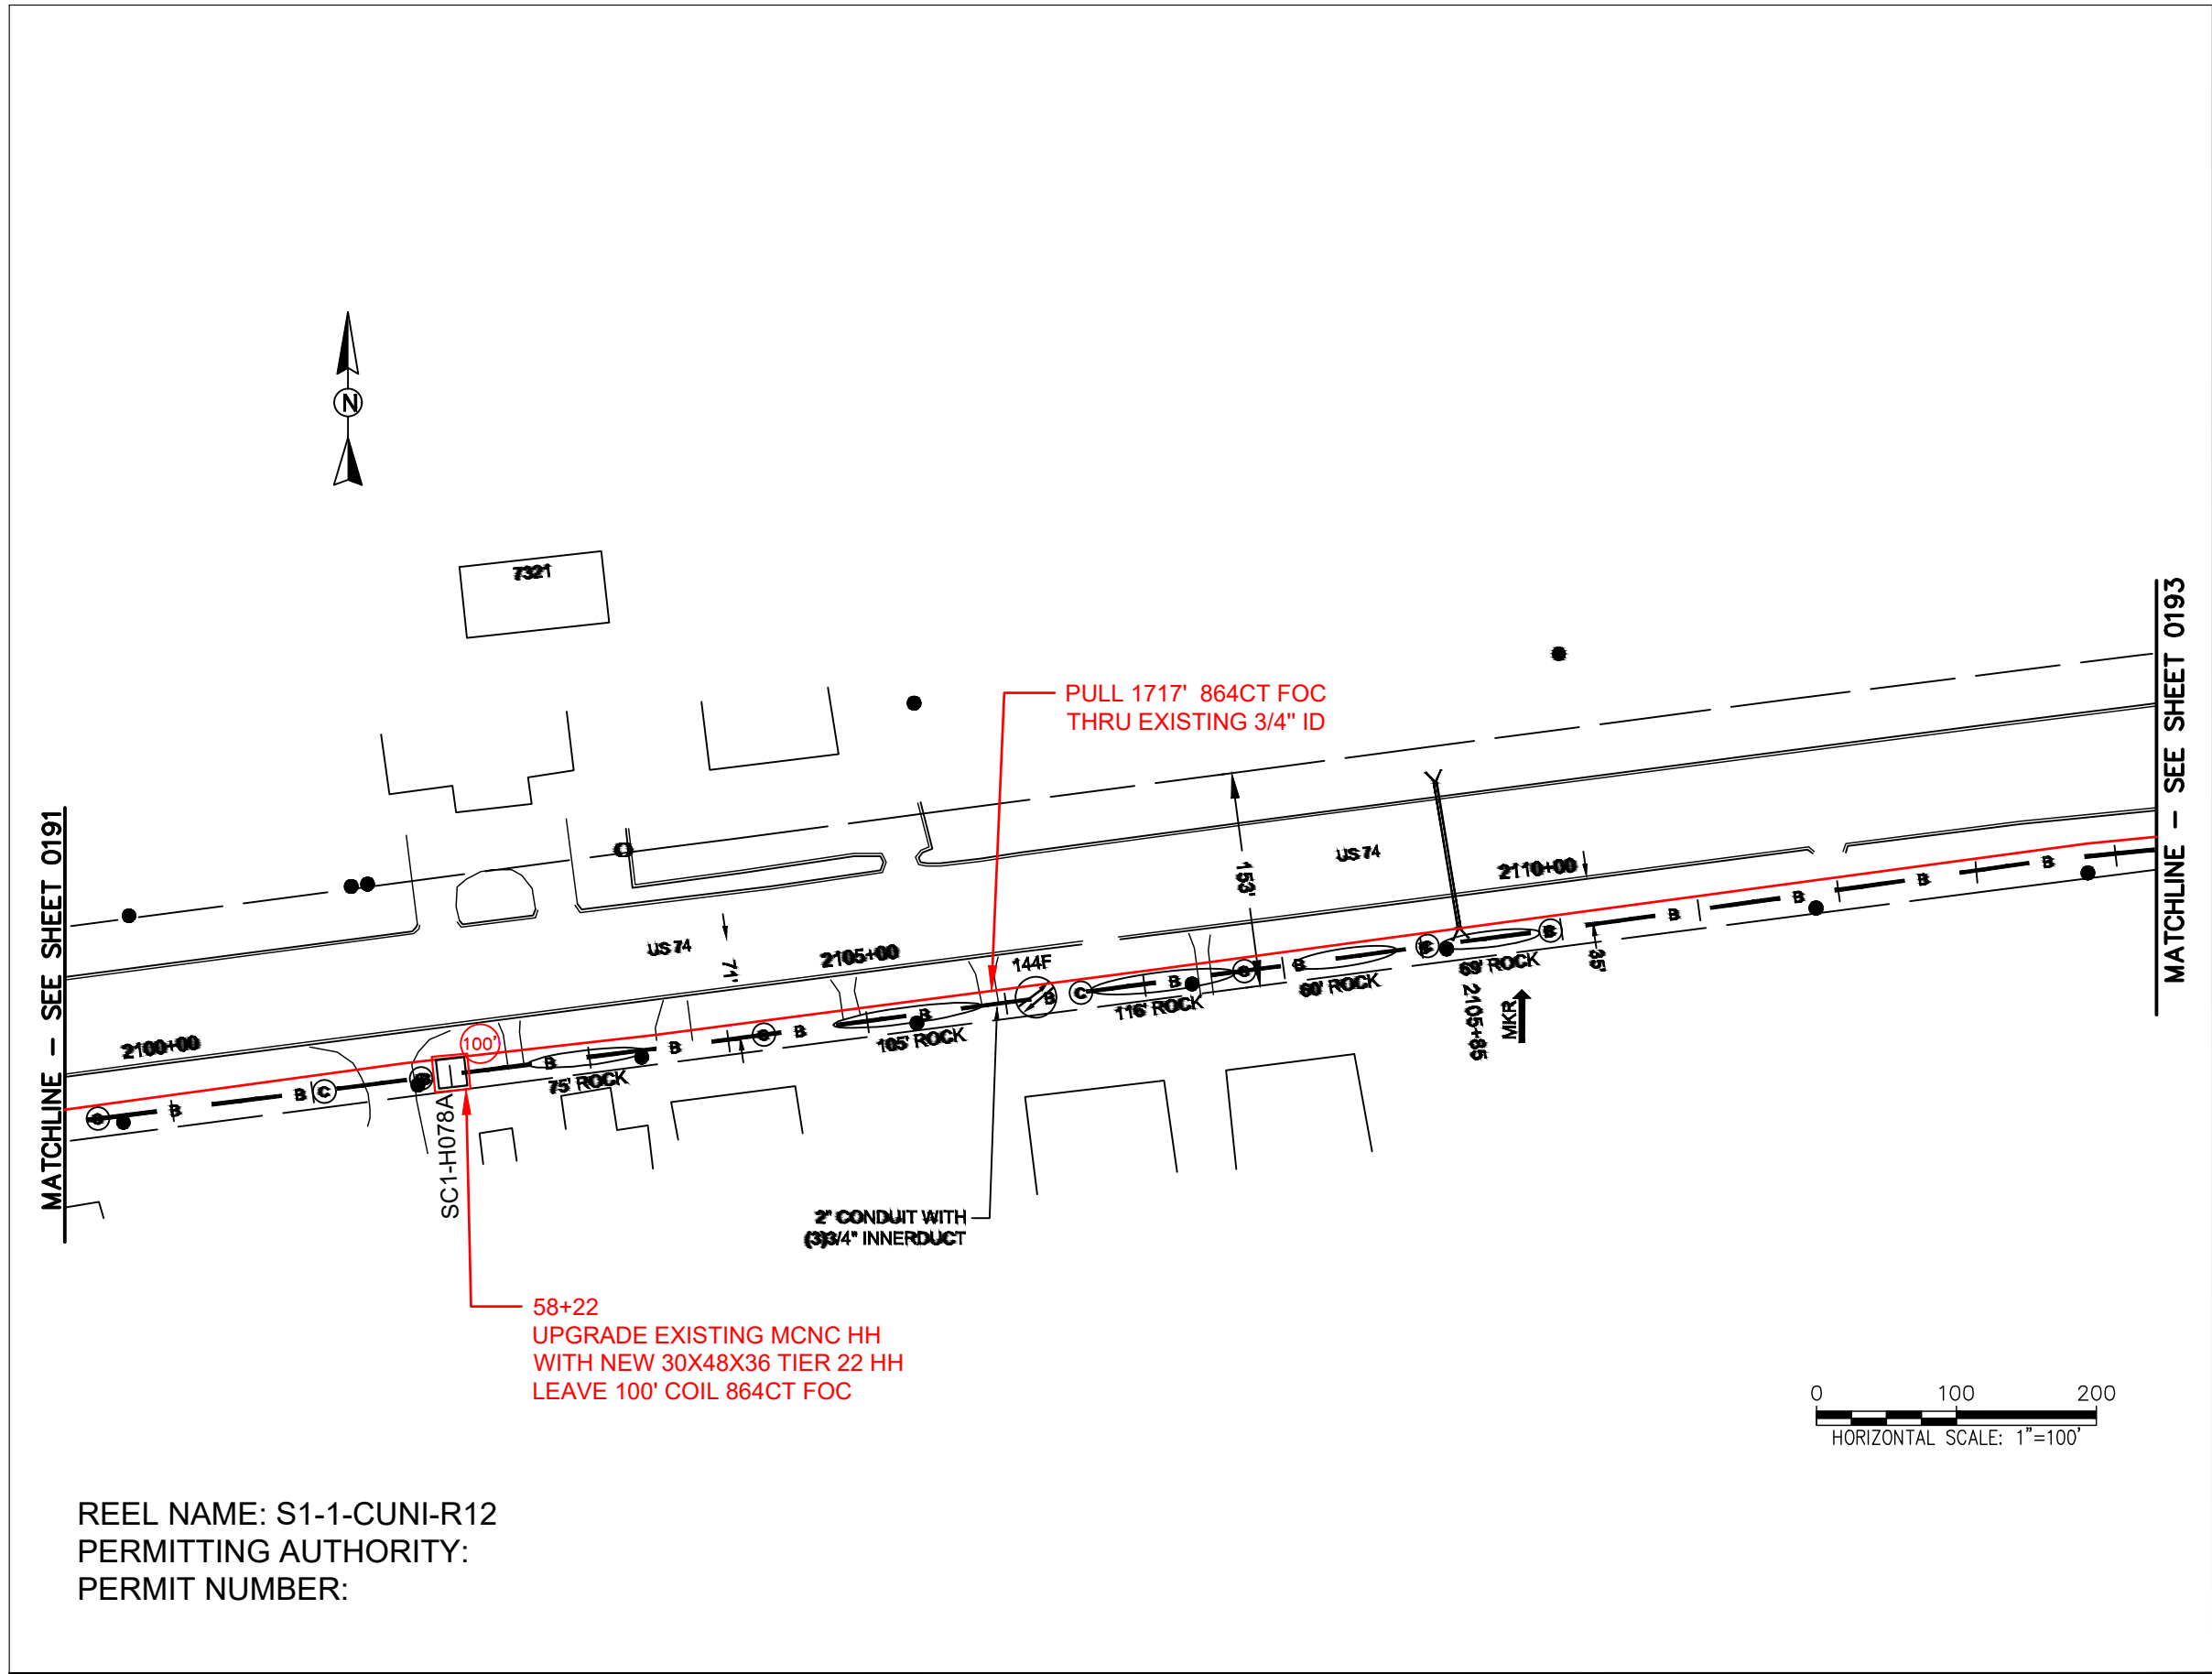 N
7321
PULL 1717' 864CT FOC
THRU EXISTING 3/4" ID
MATCHLINE - SEE SHEET 0191
MATCHLINE - SEE SHEET 0193
153'
US 74
2110+00
US 74
71'
2105+00
144F
35'
2100+00
100'
B
C
B
B
B
B
B
C
B
B
B
B
B
B
75' ROCK
105' ROCK
116' ROCK
60' ROCK
69' ROCK
2105+85
MKR
SC1-H078A
2" CONDUIT WITH
(3)3/4" INNERDUCT
58+22
UPGRADE EXISTING MCNC HH
WITH NEW 30X48X36 TIER 22 HH
LEAVE 100' COIL 864CT FOC
0 100 200
HORIZONTAL SCALE: 1"=100'
REEL NAME: S1-1-CUNI-R12
PERMITTING AUTHORITY:
PERMIT NUMBER: